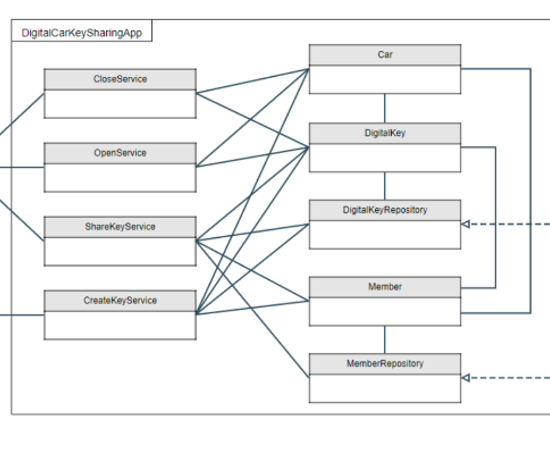 DigitalCarKeySharingApp
CloseService
OpenService
ShareKeyService
CreateKeyService
Car
DigitalKey
DigitalKeyRepository
Member
MemberRepository